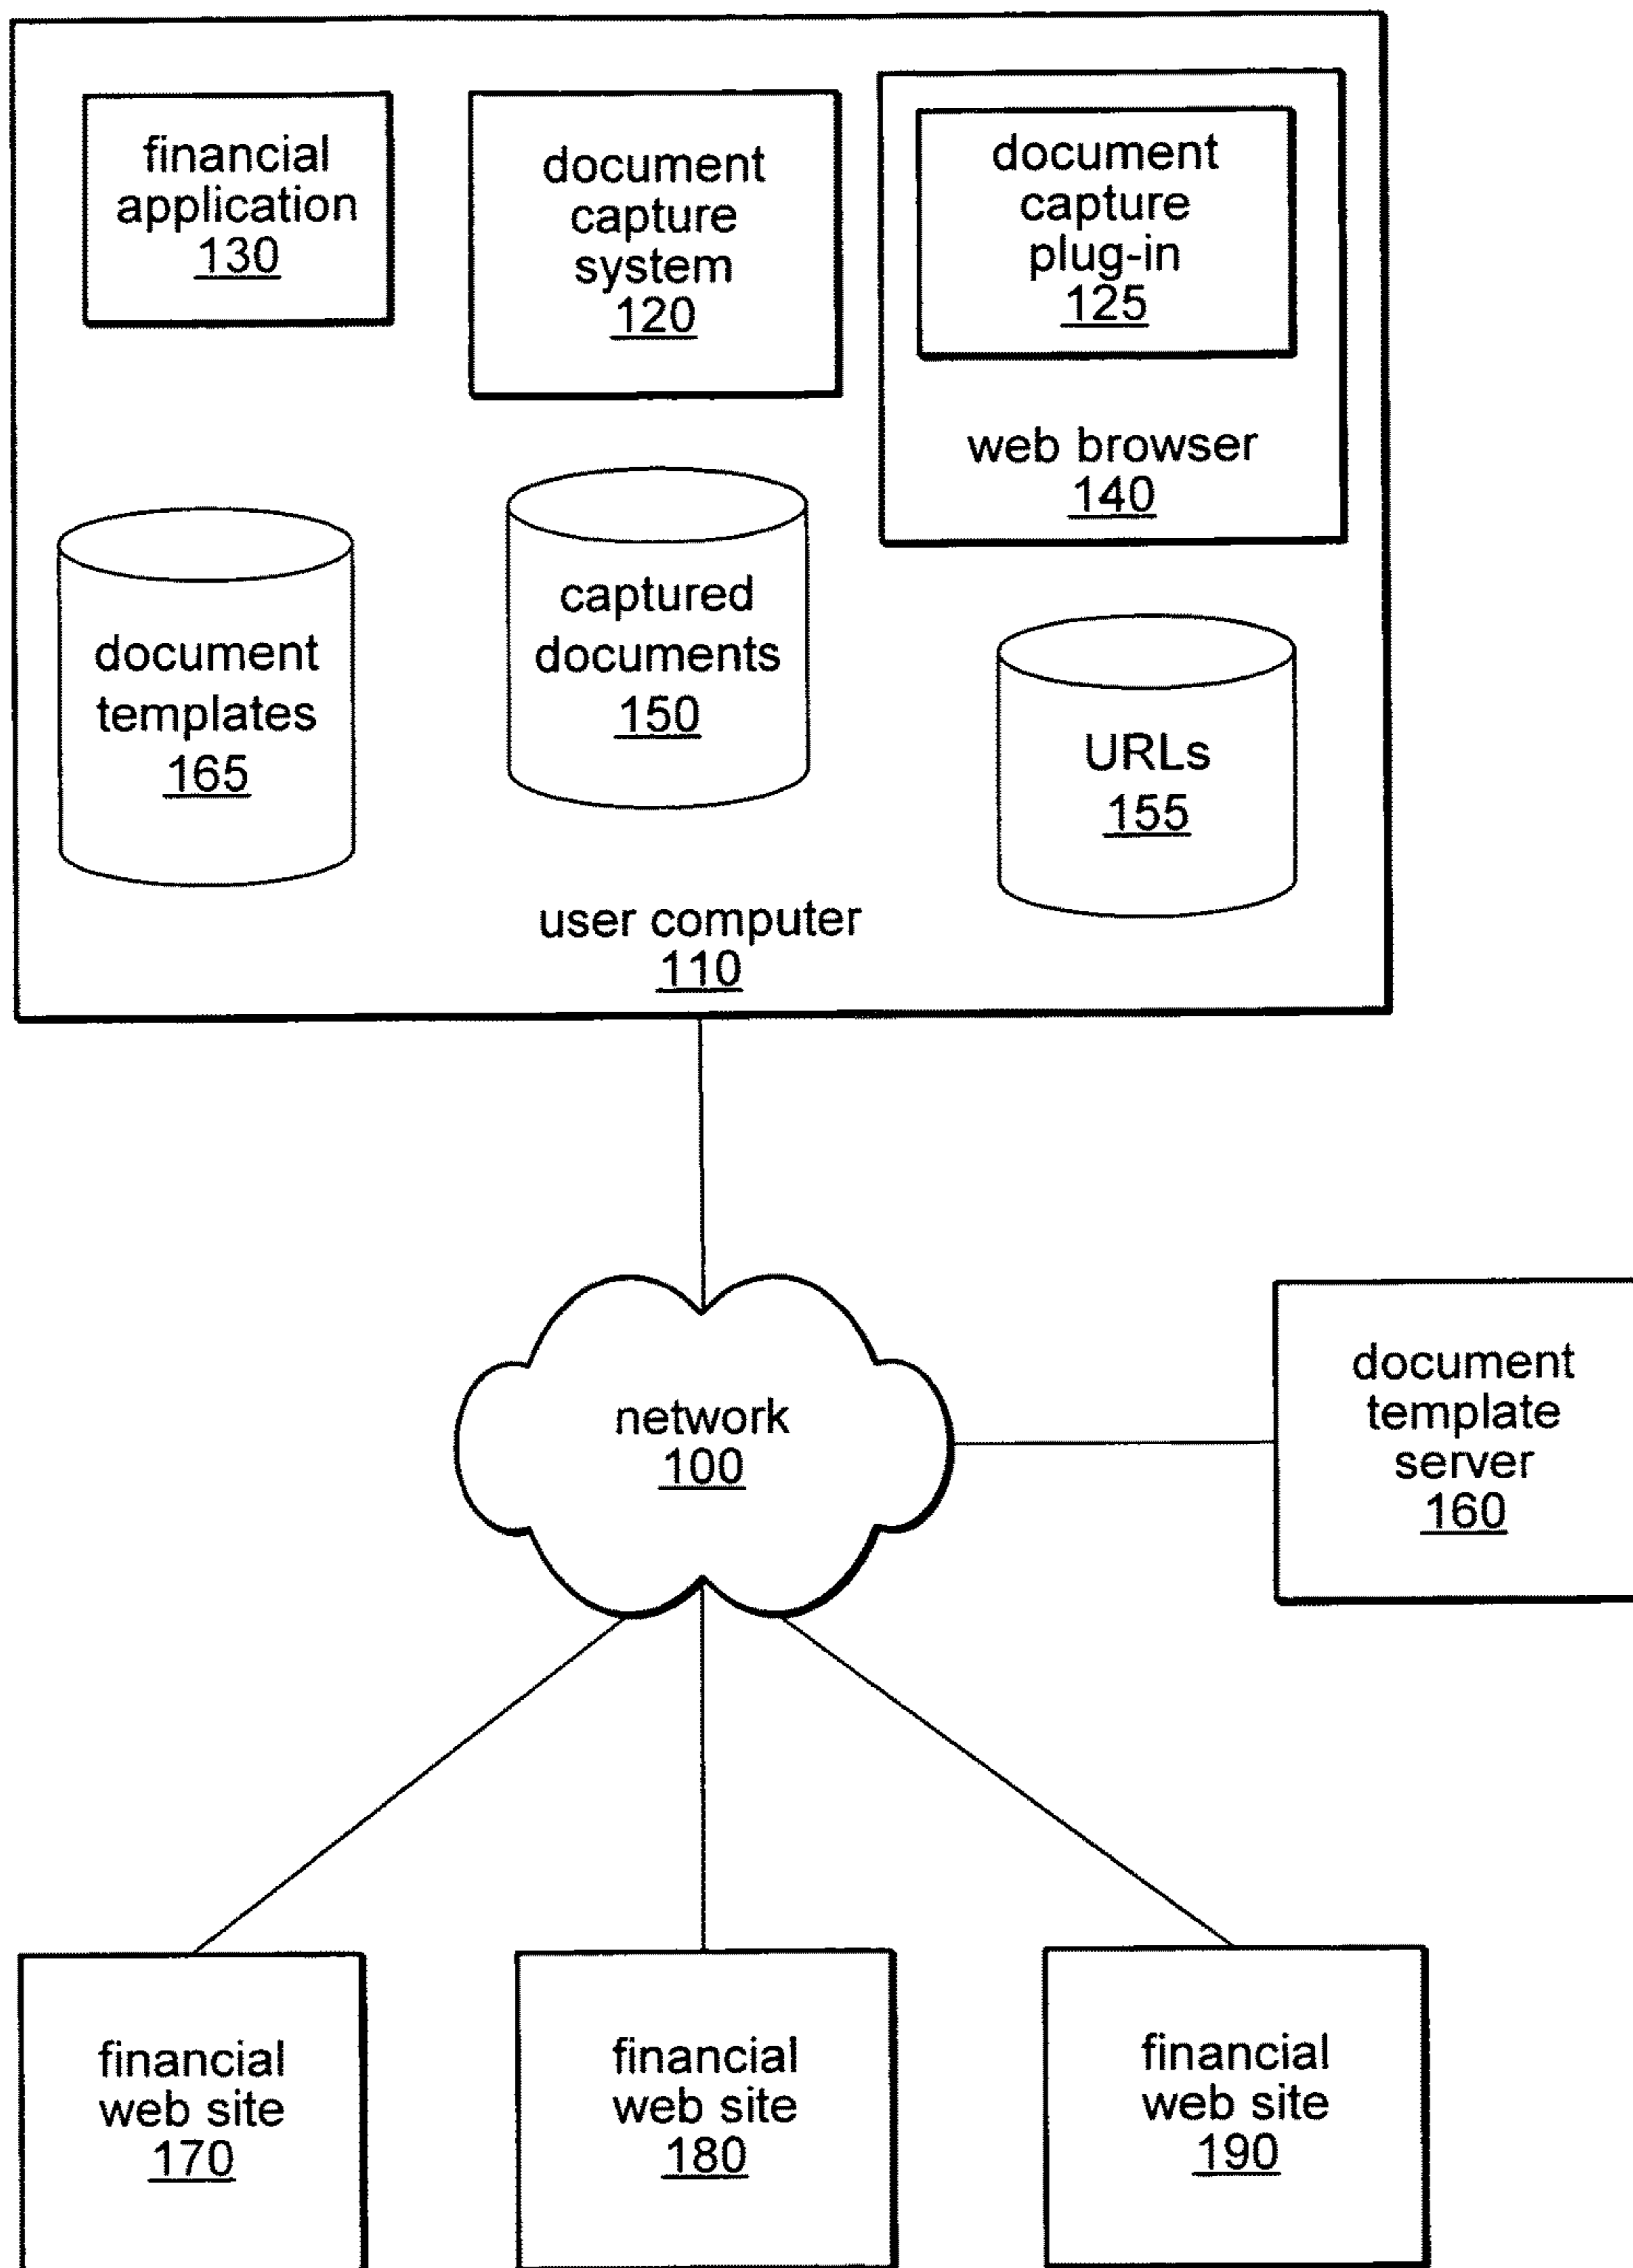 financial
application
130
document
capture
system
120
document
capture
plug-in
125
web browser
140
document
templates
165
captured
documents
150
URLs
155
user computer
110
network
100
document
template
server
160
financial
web site
170
financial
web site
180
financial
web site
190